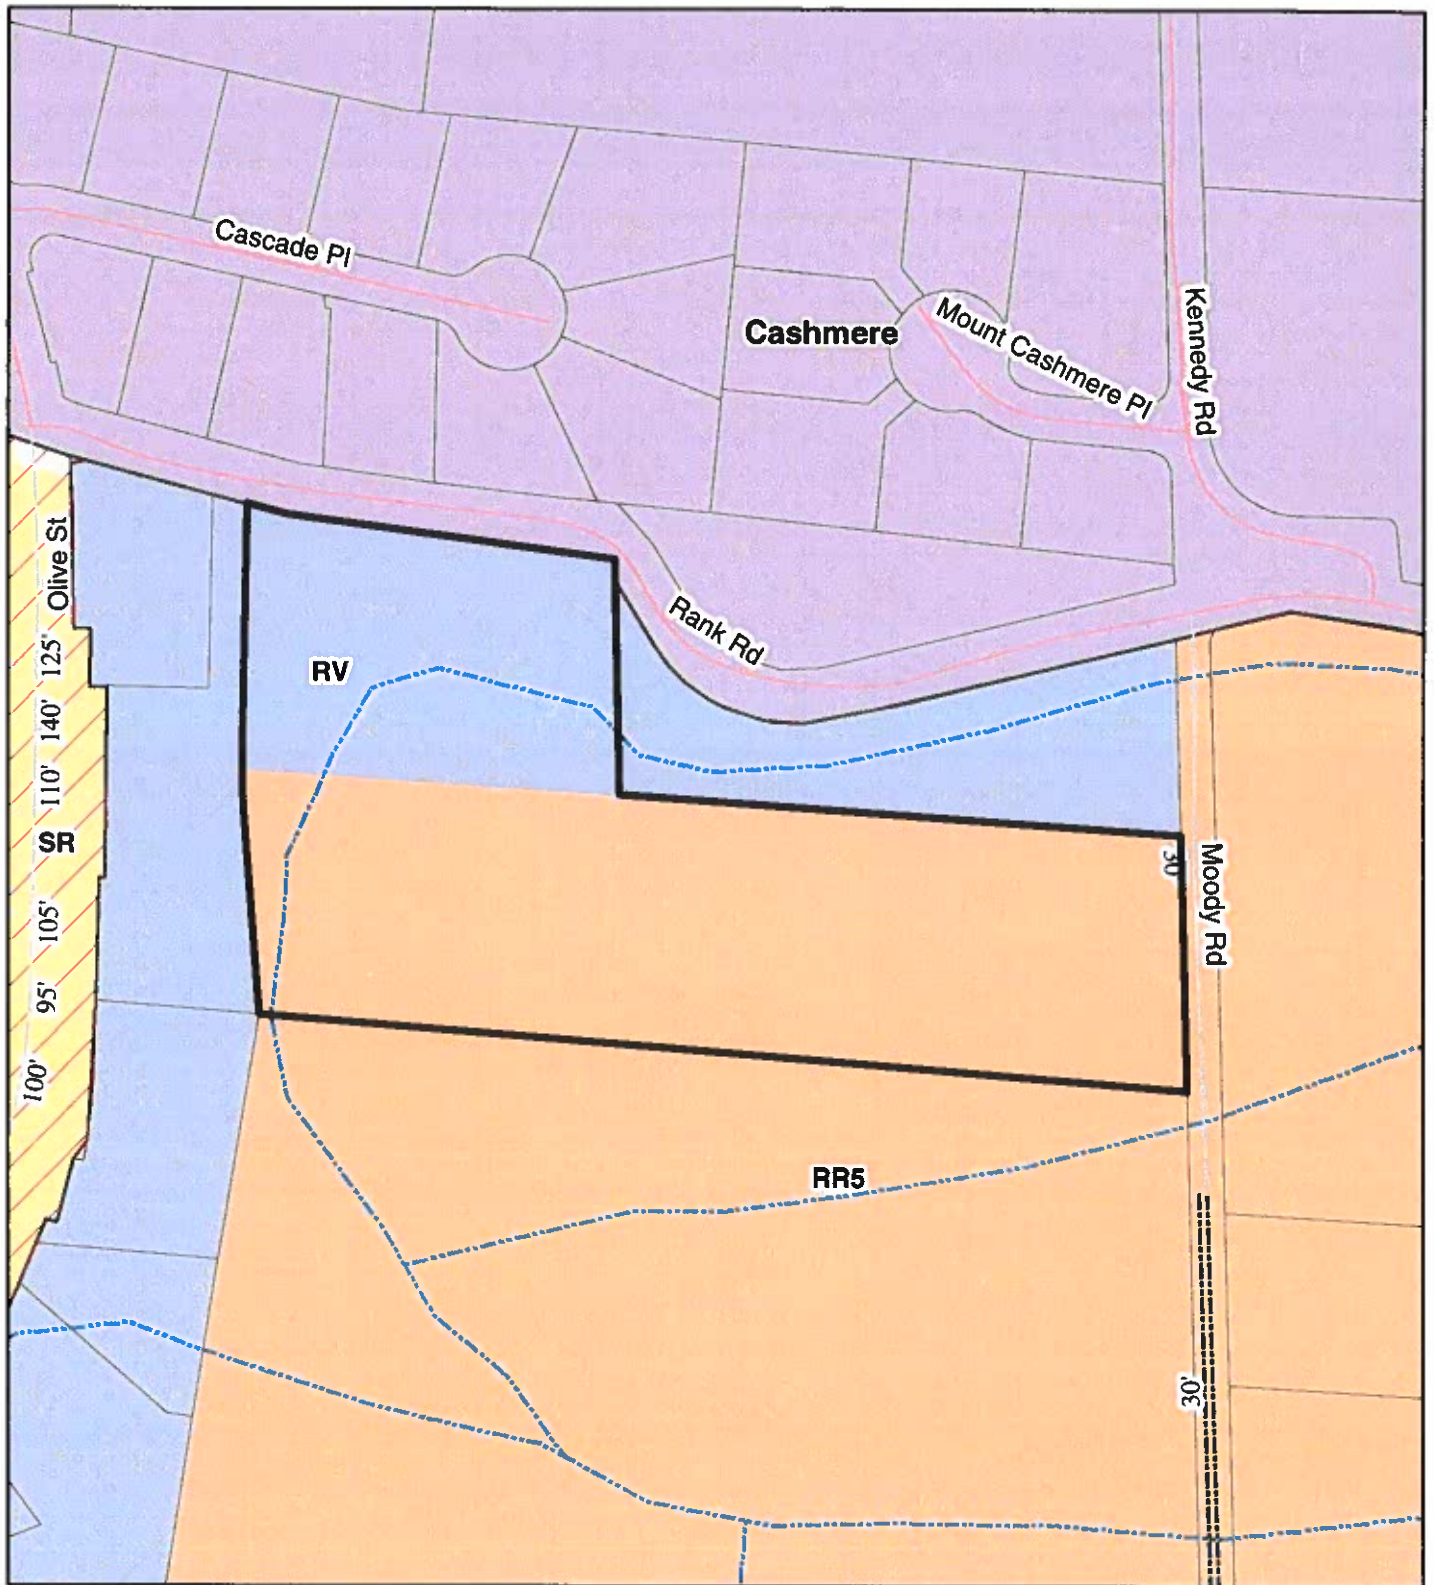 Cascade Pl
Cashmere
Mount Cashmere Pl
Kennedy Rd
Olive St
Rank Rd
RV
125'
140'
110'
SR
30'
Moody Rd
105'
95'
100'
RR5
30'